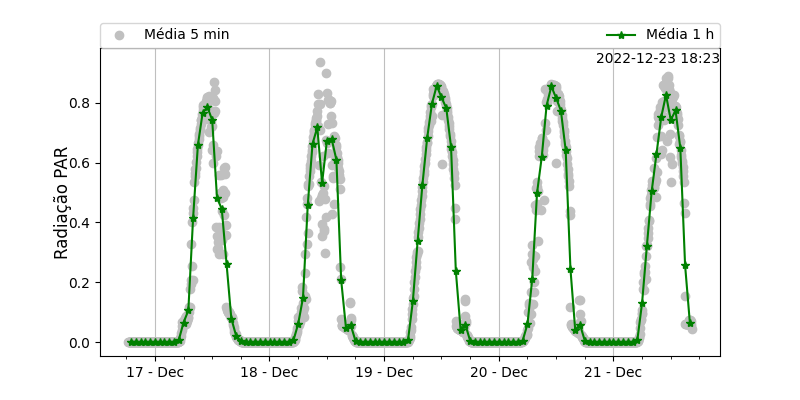 Média 5 min
Média 1 h
2022-12-23 18:23
Radiação PAR
0.8
0.6
0.4
0.2
0.0
17 - Dec
18 - Dec
19 - Dec
20 - Dec
21 - Dec